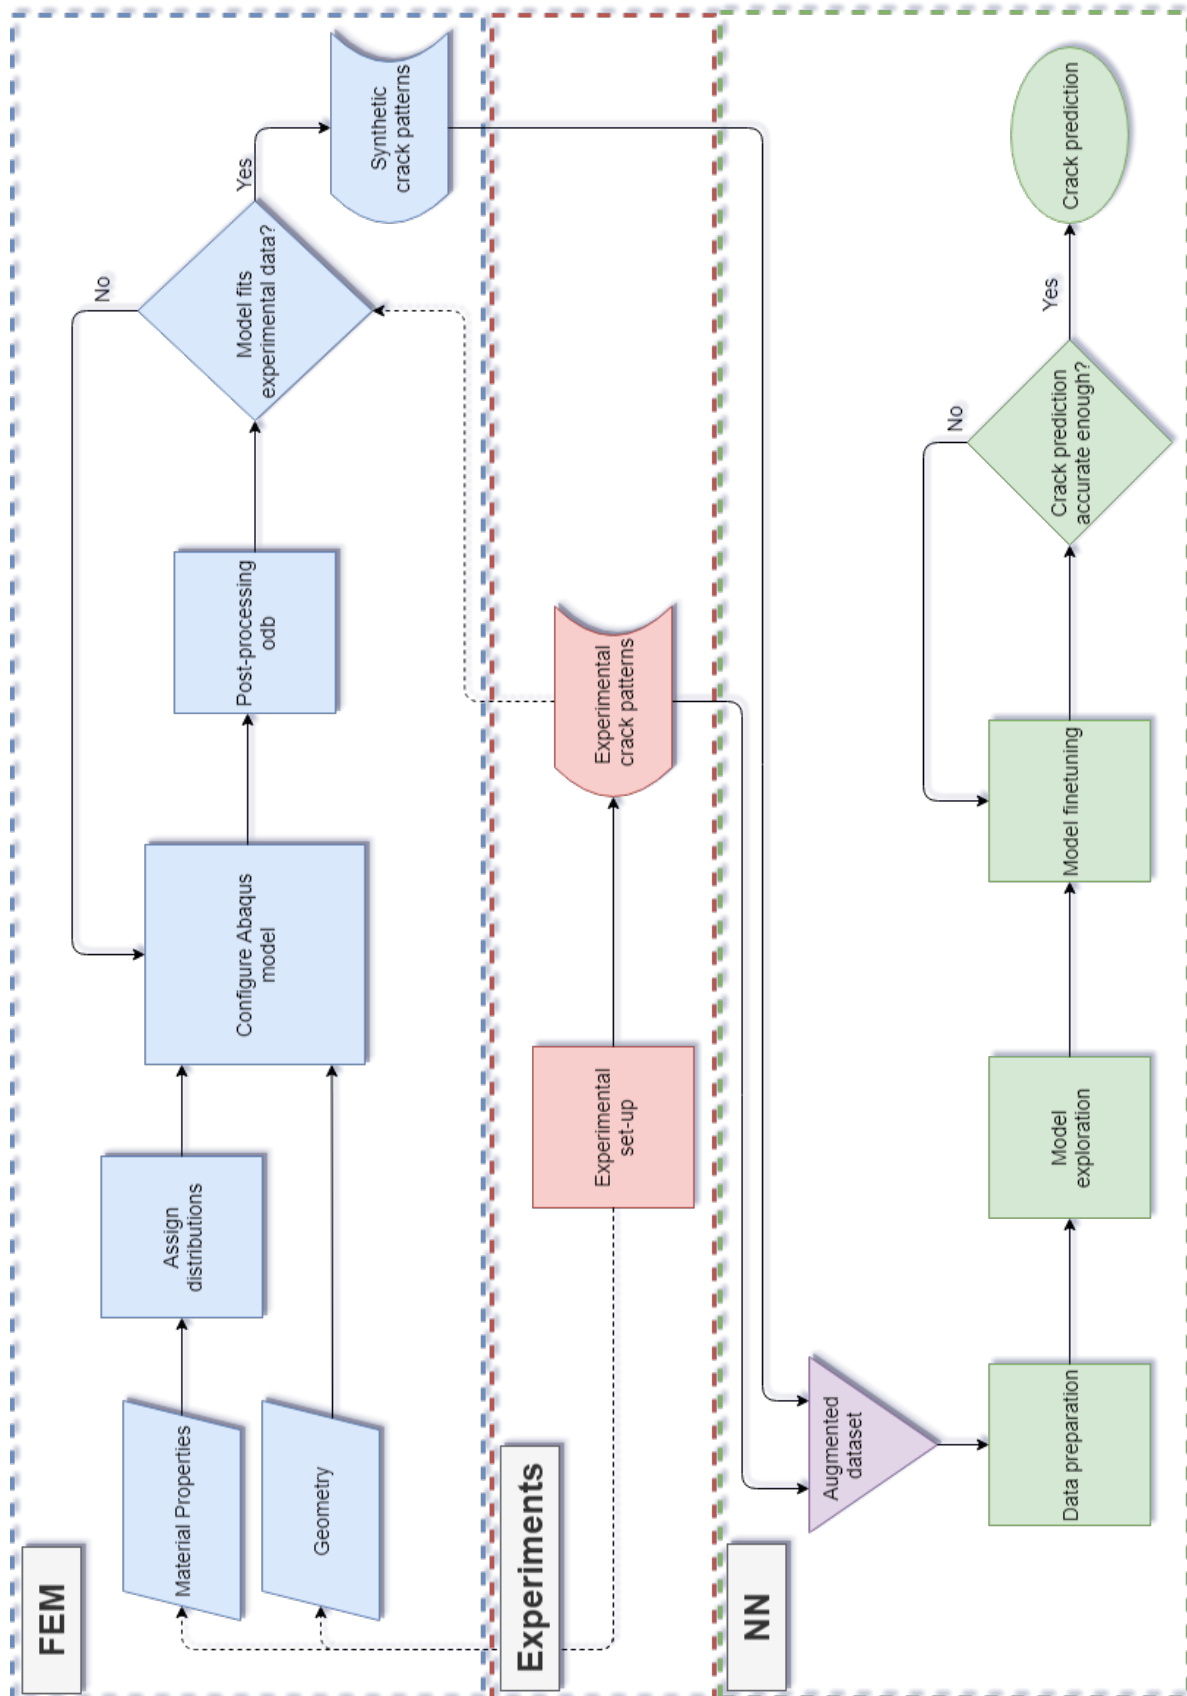 FEM
Material Properties
Geometry
Assign
distributions
Configure Abaqus
model
Post-processing
odb
Model fits
experimental data?
No
Yes
Synthetic
crack patterns
Experiments
Experimental
set-up
Experimental
crack patterns
NN
Augmented
dataset
Data preparation
Model
exploration
Model finetuning
Crack prediction
accurate enough?
No
Yes
Crack prediction